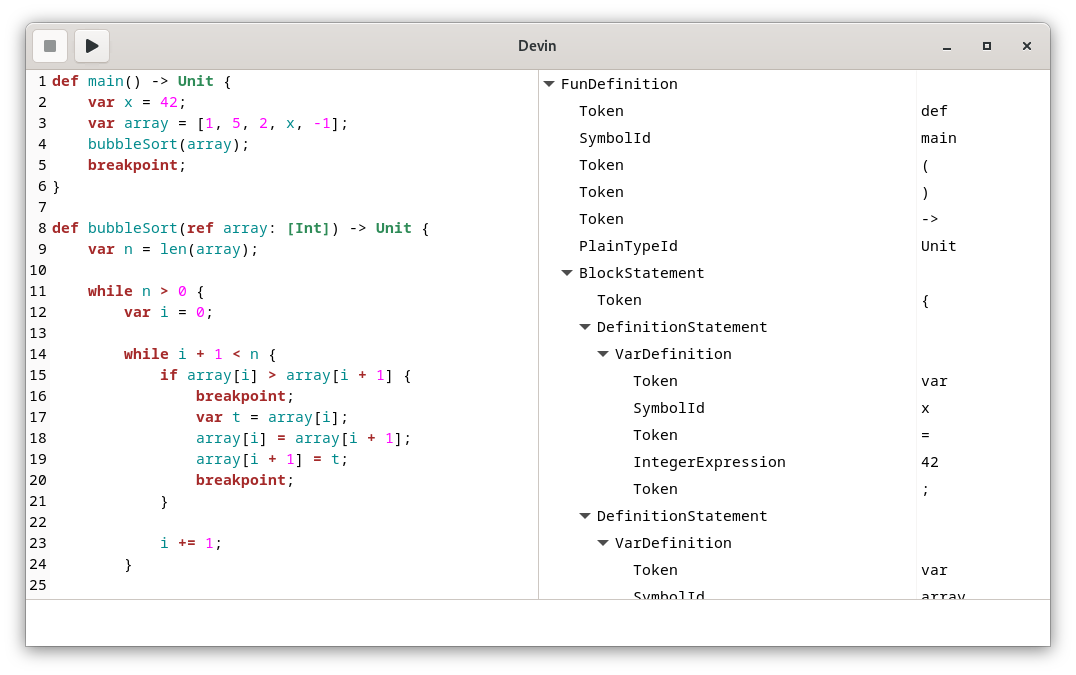 Devin
1 def main() -> Unit {
2     var x = 42;
3     var array = [1, 5, 2, x, -1];
4     bubbleSort(array);
5     breakpoint;
6 }
7
8 def bubbleSort(ref array: [Int]) -> Unit {
9     var n = len(array);
10
11     while n > 0 {
12         var i = 0;
13
14         while i + 1 < n {
15             if array[i] > array[i + 1] {
16                 breakpoint;
17                 var t = array[i];
18                 array[i] = array[i + 1];
19                 array[i + 1] = t;
20                 breakpoint;
21             }
22
23             i += 1;
24         }
25
FunDefinition
Token def
SymbolId main
Token (
Token )
Token ->
PlainTypeId Unit
BlockStatement
Token {
DefinitionStatement
VarDefinition
Token var
SymbolId x
Token =
IntegerExpression 42
Token ;
DefinitionStatement
VarDefinition
Token var
SymbolId array